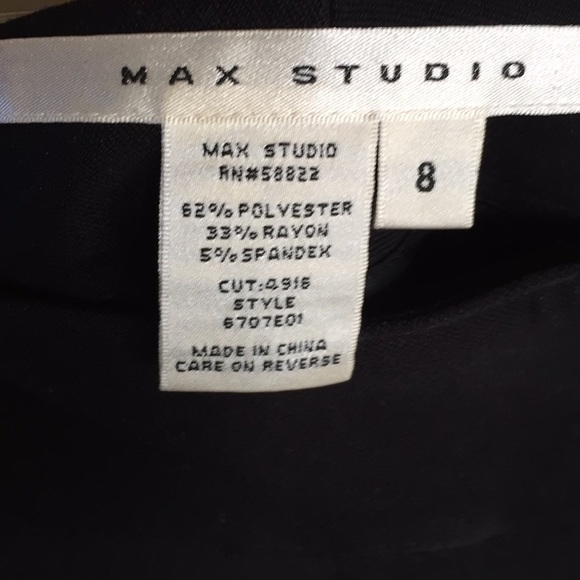 MAX STUDIO
MAX STUDIO
RN#58822
62% POLYESTER
33% RAYON
5% SPANDEX
CUT:4916
STYLE
6707E01
MADE IN CHINA
CARE ON REVERSE
8